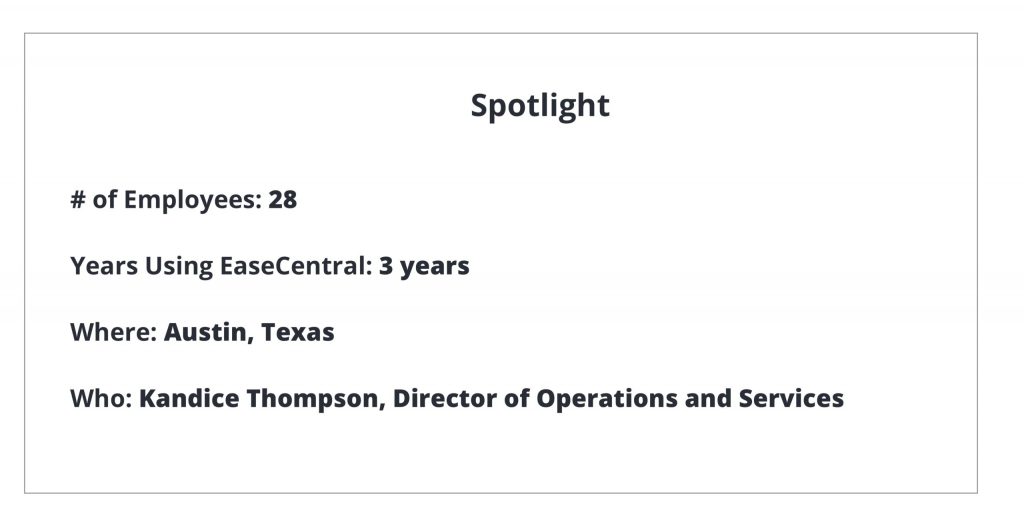 Spotlight
# of Employees: 28
Years Using EaseCentral: 3 years
Where: Austin, Texas
Who: Kandice Thompson, Director of Operations and Services